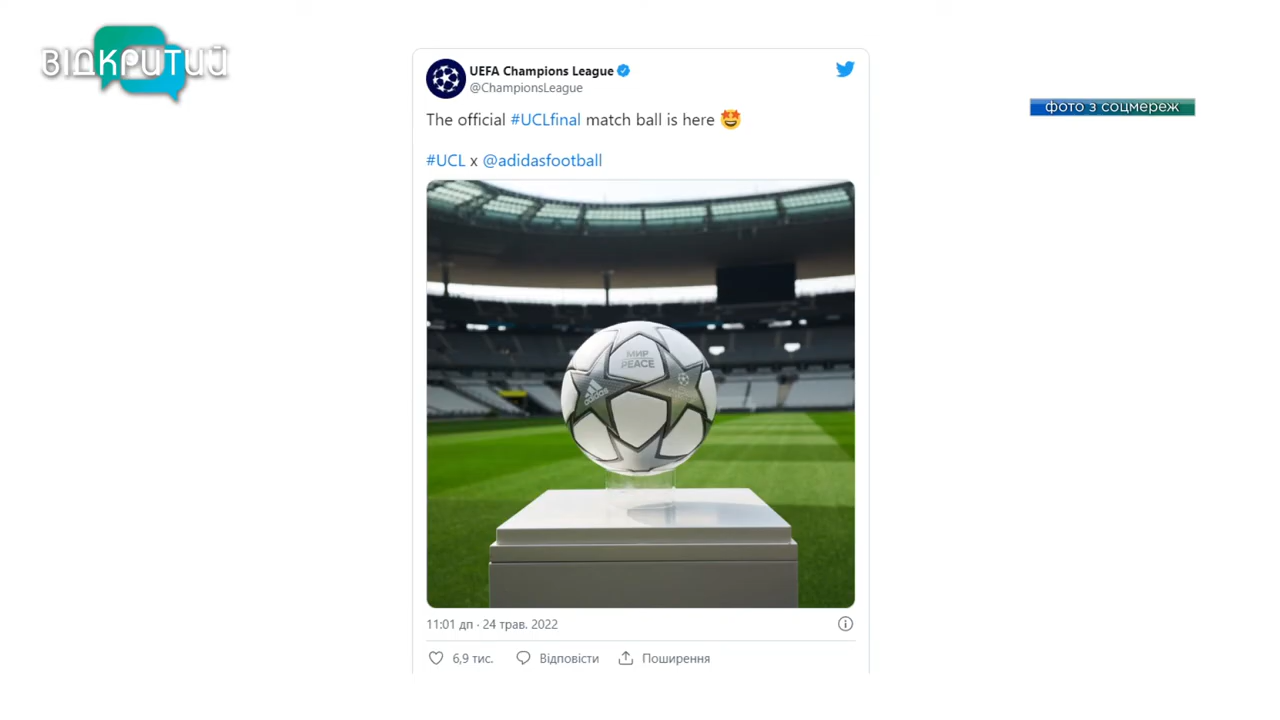 ВІДКРИТИЙ
фото з соцмереж
UEFA Champions League
@ChampionsLeague
The official #UCLfinal match ball is here 🤩
#UCL x @adidasfootball
МИР
PEACE
adidas
11:01 дп · 24 трав. 2022
6,9 тис. Відповісти Поширення